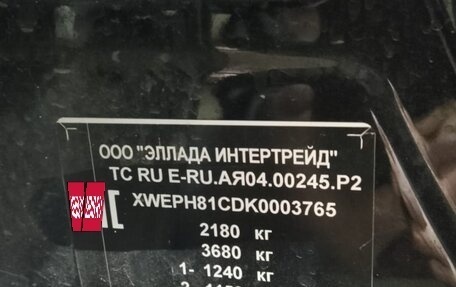 ООО "ЭЛЛАДА ИНТЕРТРЕЙД"
ТС RU Е-RU.АЯ04.00245.Р2
XWEPH81CDK0003765
2180 кг
3680 кг
1- 1240 кг